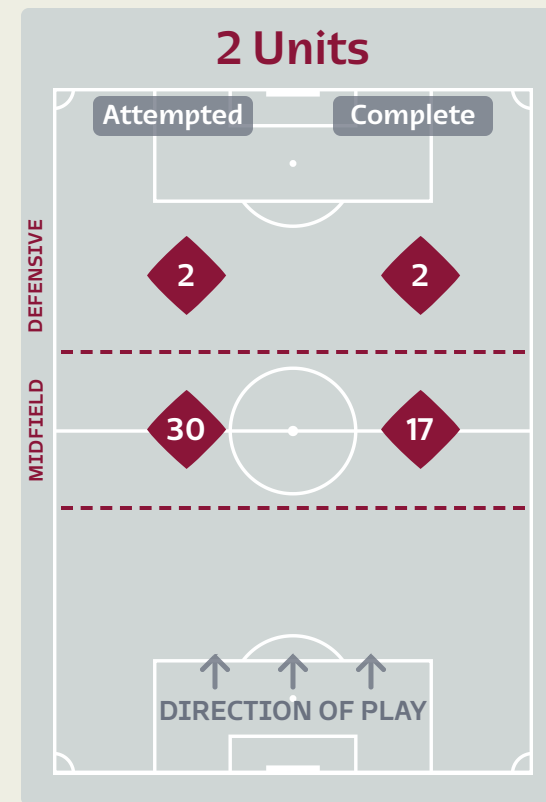 2 Units
Attempted
Complete
DEFENSIVE
2
2
MIDFIELD
30
17
DIRECTION OF PLAY